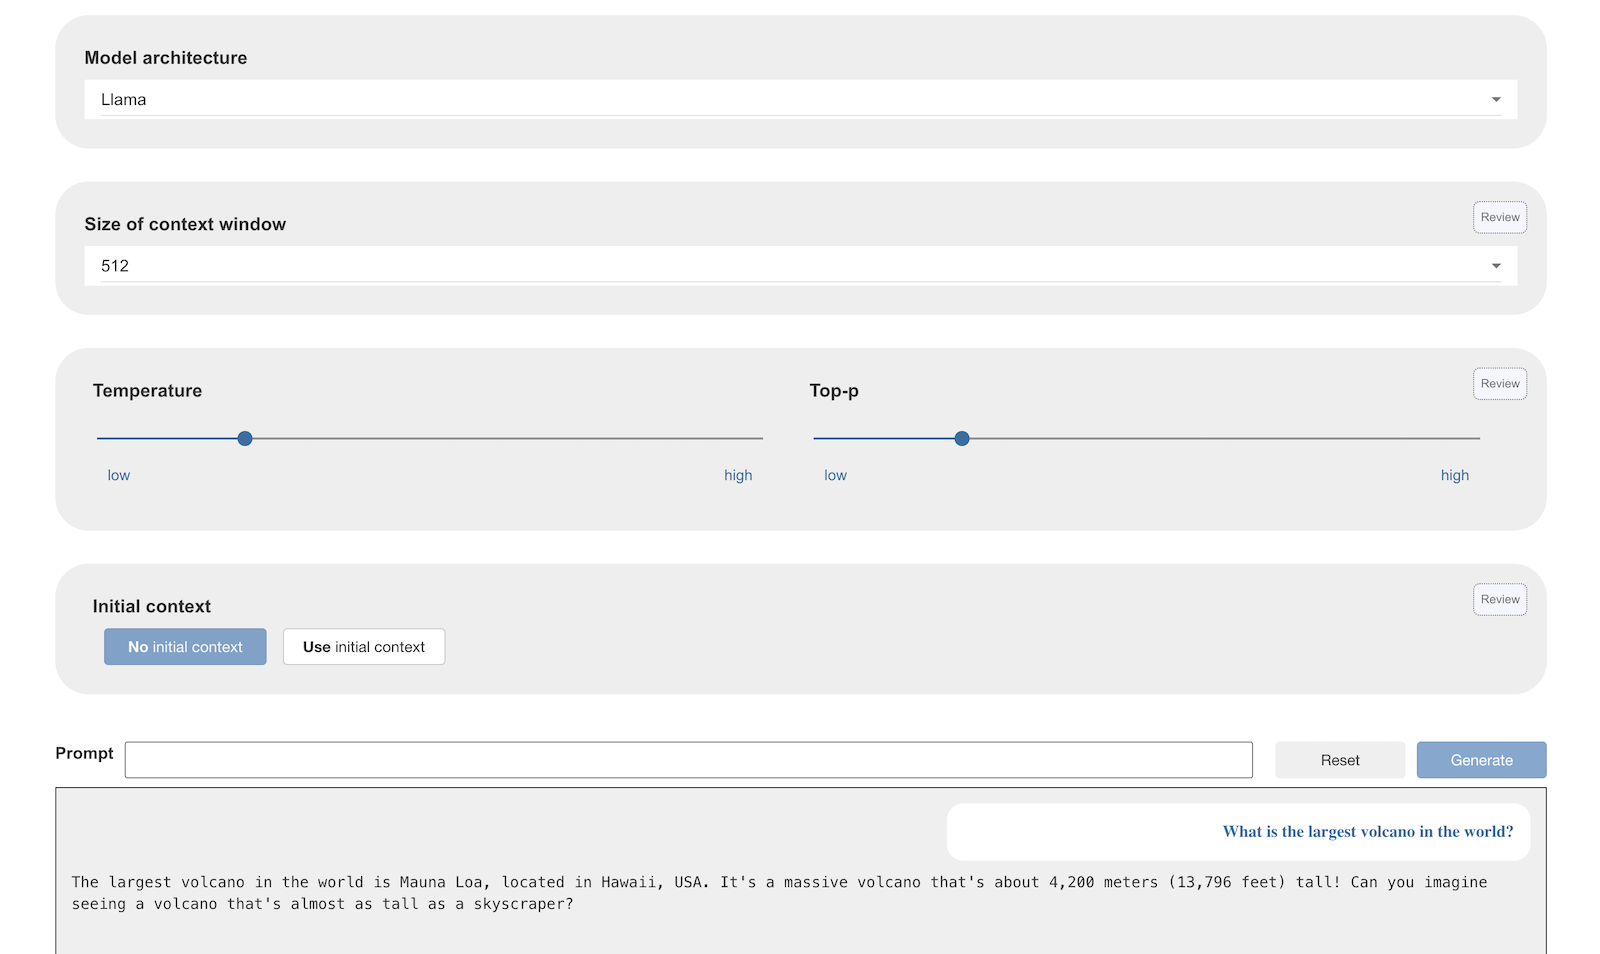 Model architecture
Llama
Size of context window
Review
512
Temperature
Top-p
Review
low
high
low
high
Initial context
Review
No initial context
Use initial context
Prompt
Reset
Generate
What is the largest volcano in the world?
The largest volcano in the world is Mauna Loa, located in Hawaii, USA. It's a massive volcano that's about 4,200 meters (13,796 feet) tall! Can you imagine
seeing a volcano that's almost as tall as a skyscraper?